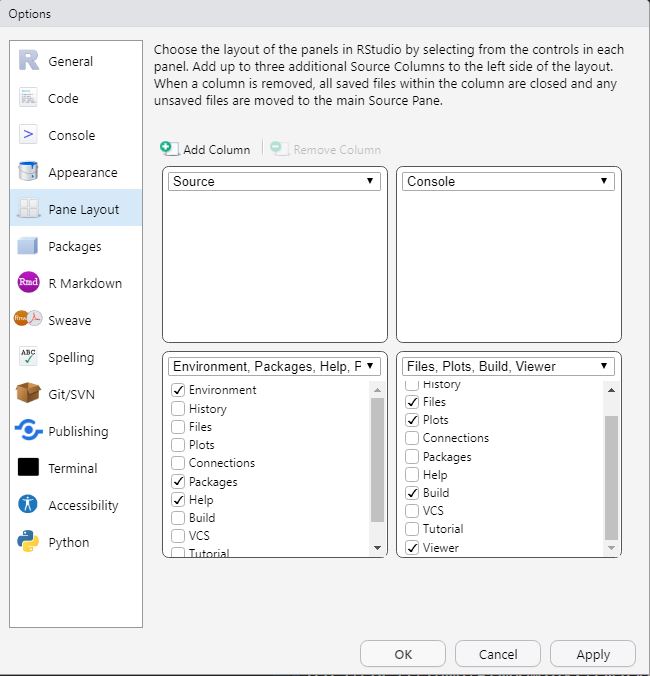 Options
General
Code
Console
Appearance
Pane Layout
Packages
Rmd
R Markdown
Sweave
ABC
Spelling
Git/SVN
Publishing
Terminal
Accessibility
Python
Choose the layout of the panels in RStudio by selecting from the controls in each
panel. Add up to three additional Source Columns to the left side of the layout.
When a column is removed, all saved files within the column are closed and any
unsaved files are moved to the main Source Pane.
Add Column
Remove Column
Source
Console
Environment, Packages, Help, P
Environment
History
Files
Plots
Connections
Packages
Help
Build
VCS
Tutorial
Files, Plots, Build, Viewer
History
Files
Plots
Connections
Packages
Help
Build
VCS
Tutorial
Viewer
OK
Cancel
Apply